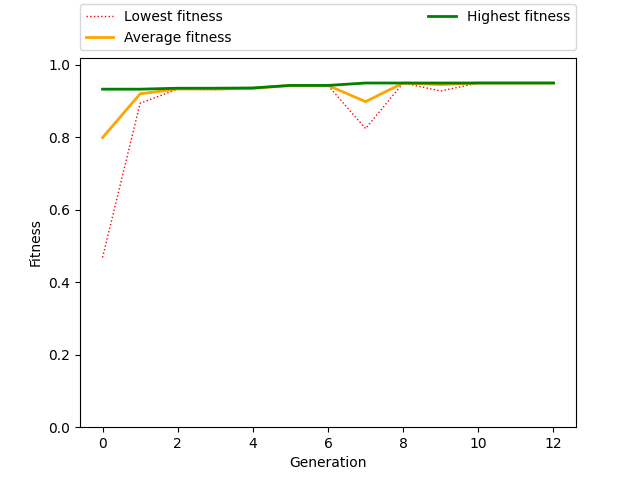 Lowest fitness
Average fitness
Highest fitness
1.0
0.8
0.6
0.4
0.2
0.0
Fitness
0 2 4 6 8 10 12
Generation